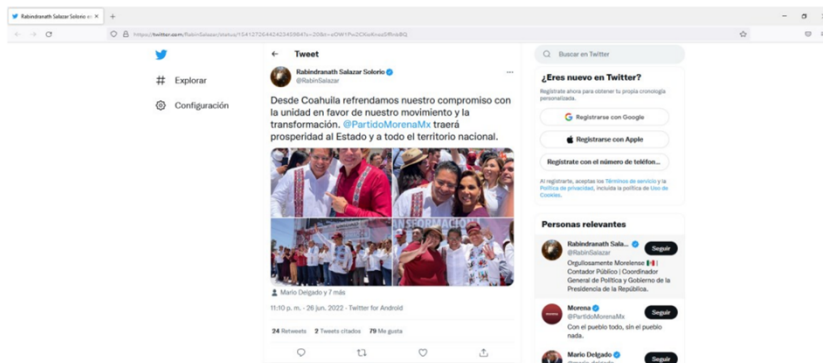 Rabindranath Salazar Solorio en
Tweet
Buscar en Twitter
Explorar
Configuración
Rabindranath Salazar Solorio
@RabinSalazar
Desde Coahuila refrendamos nuestro compromiso con
la unidad en favor de nuestro movimiento y la
transformación. @PartidoMorenaMx traerá
prosperidad al Estado y a todo el territorio nacional.
Mario Delgado y 7 más
11:10 p. m. · 26 jun. 2022 · Twitter for Android
24 Retweets 2 Tweets citados 79 Me gusta
¿Eres nuevo en Twitter?
Regístrate ahora para obtener tu propia cronología
personalizada.
Registrarse con Google
Registrarse con Apple
Regístrate con el número de teléfon...
Al registrarte, aceptas los Términos de servicio y la
Política de privacidad, incluida la política de Uso de
Cookies.
Personas relevantes
Rabindranath Sala...
@RabinSalazar
Seguir
Orgullosamente Morelense
Contador Público | Coordinador
General de Política y Gobierno de la
Presidencia de la República.
Morena
@PartidoMorenaMx
Seguir
Con el pueblo todo, sin el pueblo
nada.
Mario Delgado
Seguir